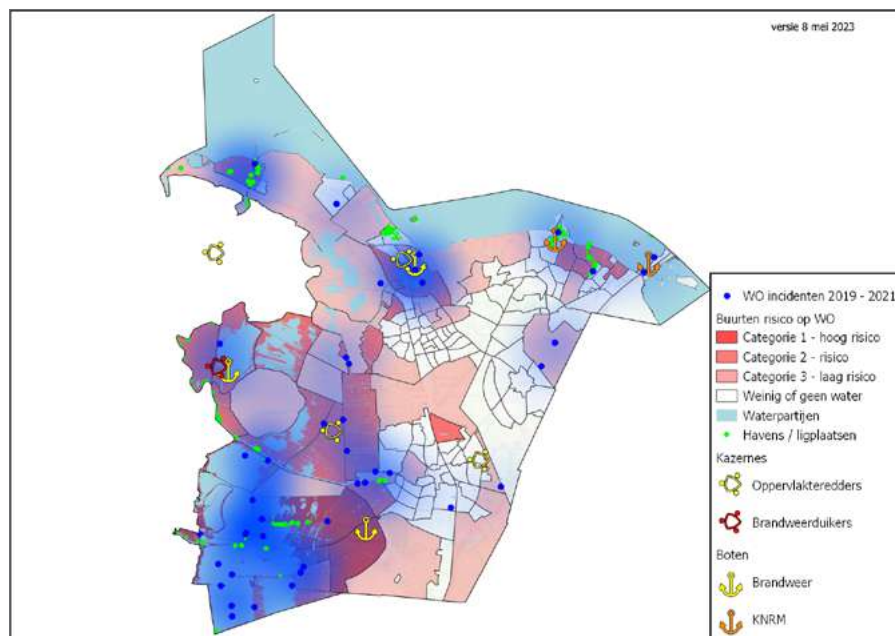 versie 8 mei 2023
WO incidenten 2019 - 2021
Buurten risico op WO
Categorie 1 - hoog risico
Categorie 2 - risico
Categorie 3 - laag risico
Weinig of geen water
Waterpartijen
Havens / ligplaatsen
Kazernes
Oppervlakteredders
Brandweerduikers
Boten
Brandweer
KNRM